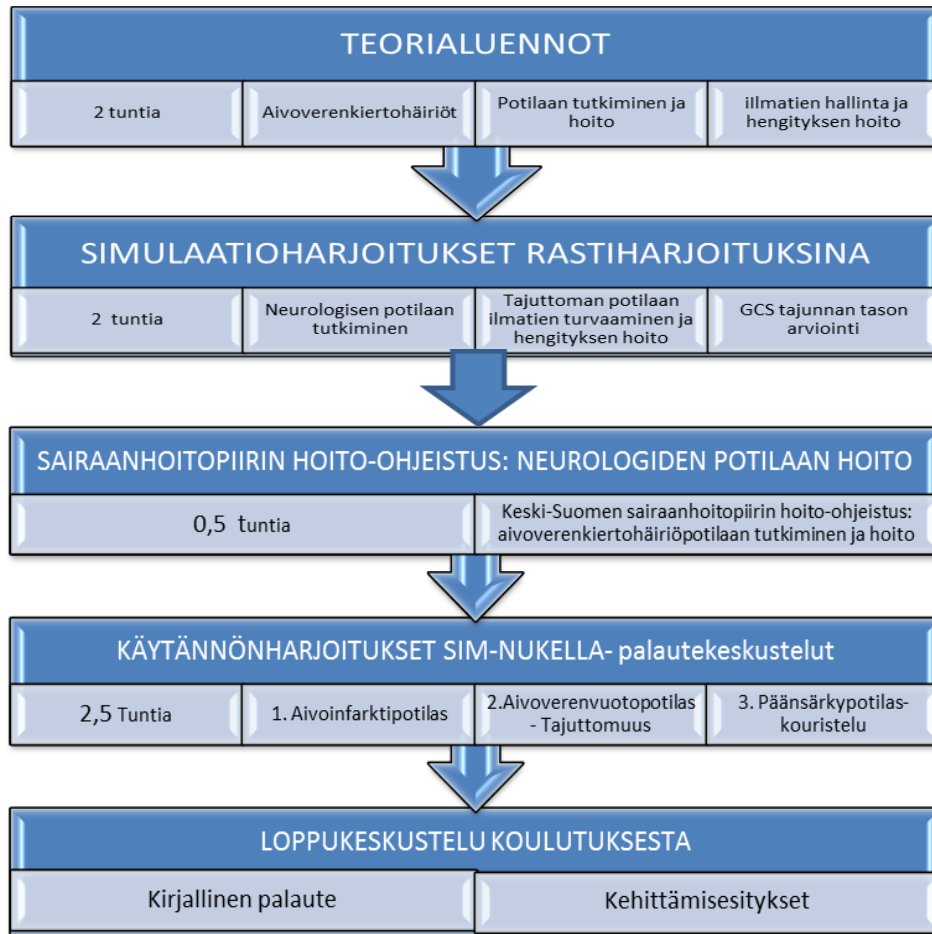 TEORIALUENNOT
2 tuntia
Aivoverenkiertohäiriöt
Potilaan tutkiminen ja
hoito
iIlmatien hallinta ja
hengityksen hoito
SIMULAATIOHARJOITUKSET RASTIHARJOITUKSINA
2 tuntia
Neurologisen potilaan
tutkiminen
Tajuttoman potilaan
ilmatien turvaaminen ja
hengityksen hoito
GCS tajunnan tason
arviointi
SAIRAANHOITOPIIRIN HOITO-OHJEISTUS: NEUROLOGIDEN POTILAAN HOITO
0,5 tuntia
Keski-Suomen sairaanhoitopiirin hoito-ohjeistus:
aivoverenkiertohäiriöpotilaan tutkiminen ja hoito
KÄYTÄNNÖNHARJOITUKSET SIM-NUKELLA- palautekeskustelut
2,5 Tuntia
1. Aivoinfarktipotilas
2.Aivoverenvuotopotilas
- Tajuttomuus
3. Päänsärkypotilas-
kouristelu
LOPPUKESKUSTELU KOULUTUKSESTA
Kirjallinen palaute
Kehittämisesitykset